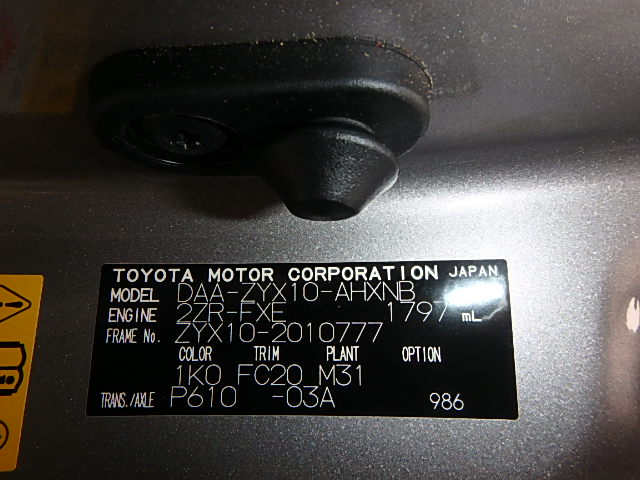 TOYOTA MOTOR CORPORATION JAPAN
MODEL DAA-ZYX10-AHXNB
ENGINE 2ZR-FXE 1797 mL
FRAME No. ZYX10-2010777
COLOR TRIM PLANT OPTION
1K0 FC20 M31
TRANS./AXLE P610 -03A 986